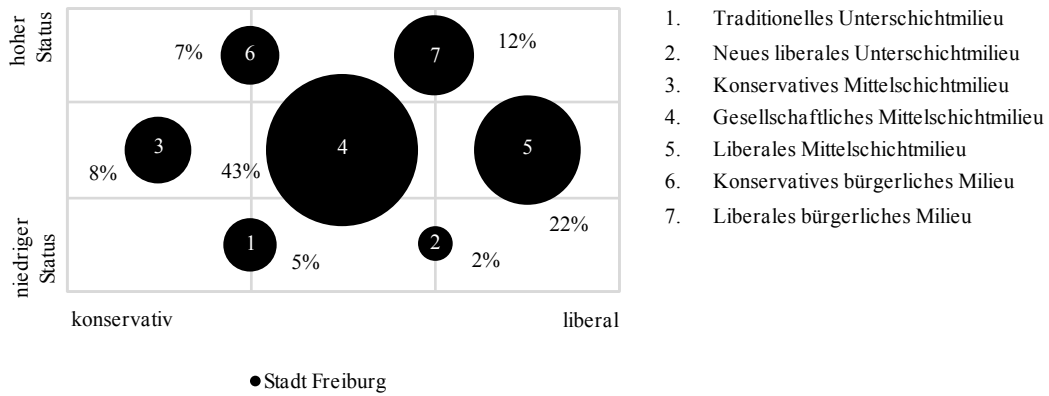 hoher
Status
7%
6
7
12%
3
8%
43%
4
5
22%
1
5%
2
2%
niedriger
Status
konservativ
liberal
Stadt Freiburg
1. Traditionelles Unterschichtmilieu
2. Neues liberales Unterschichtmilieu
3. Konservatives Mittelschichtmilieu
4. Gesellschaftliches Mittelschichtmilieu
5. Liberales Mittelschichtmilieu
6. Konservatives bürgerliches Milieu
7. Liberales bürgerliches Milieu